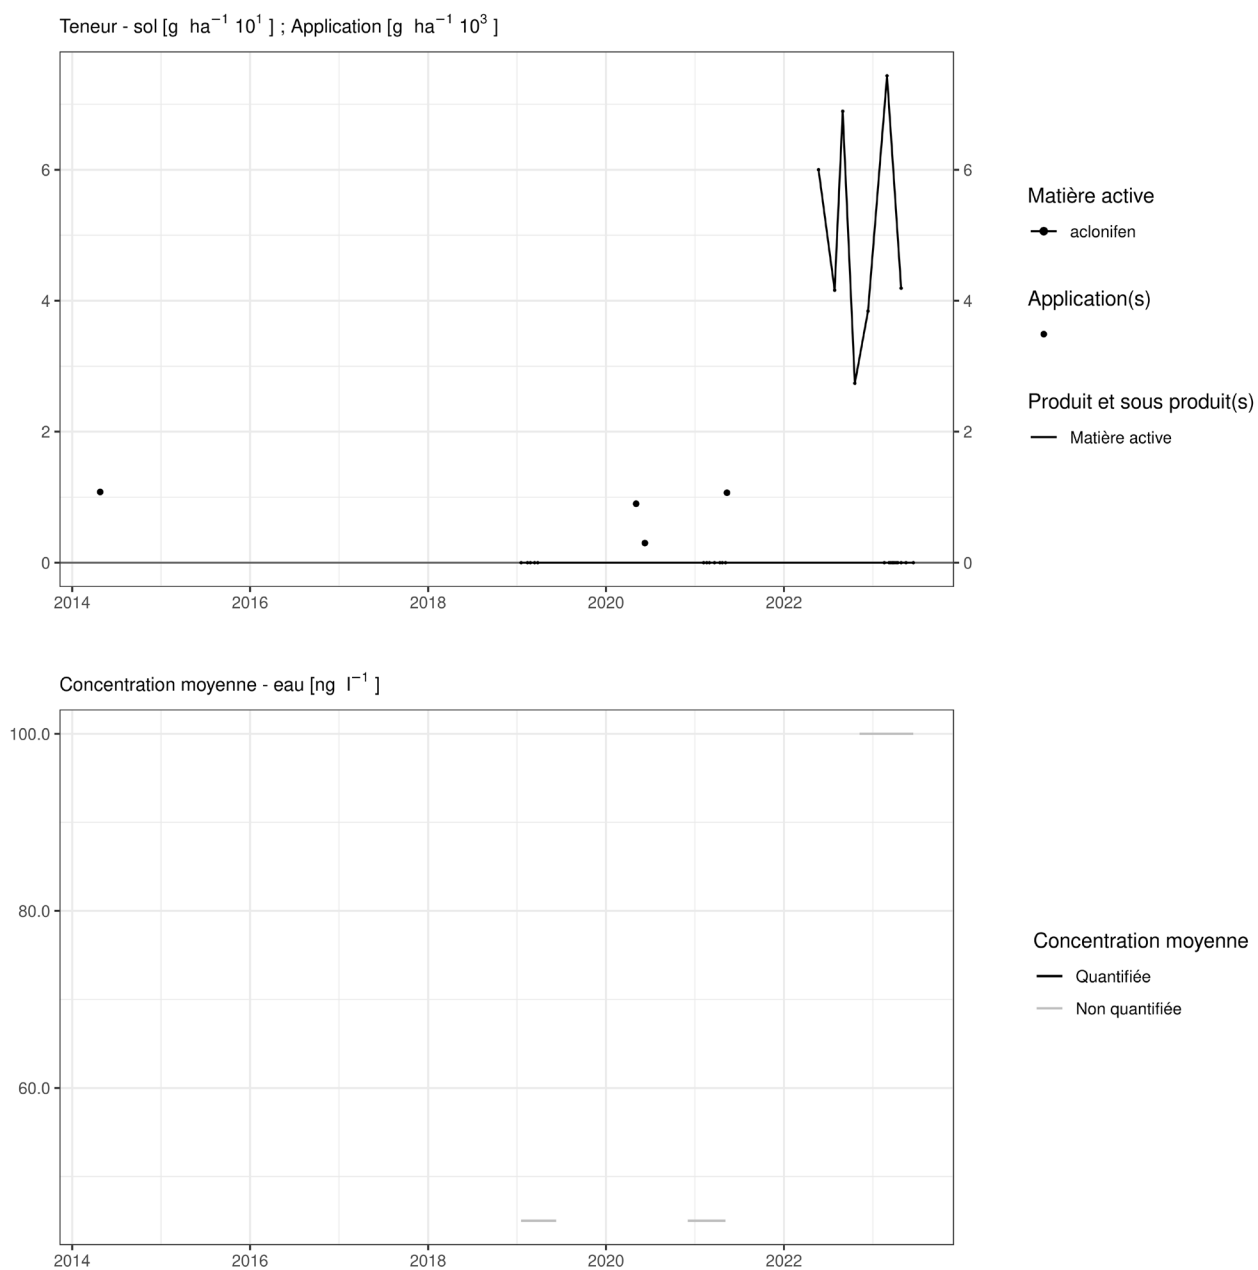 Teneur - sol [g ha⁻¹ 10¹ ] ; Application [g ha⁻¹ 10³ ]
6
4
2
0
6
4
2
0
2014 2016 2018 2020 2022
Matière active
aclonifen
Application(s)
Produit et sous produit(s)
Matière active
Concentration moyenne - eau [ng l⁻¹ ]
100.0
80.0
60.0
2014 2016 2018 2020 2022
Concentration moyenne
Quantifiée
Non quantifiée